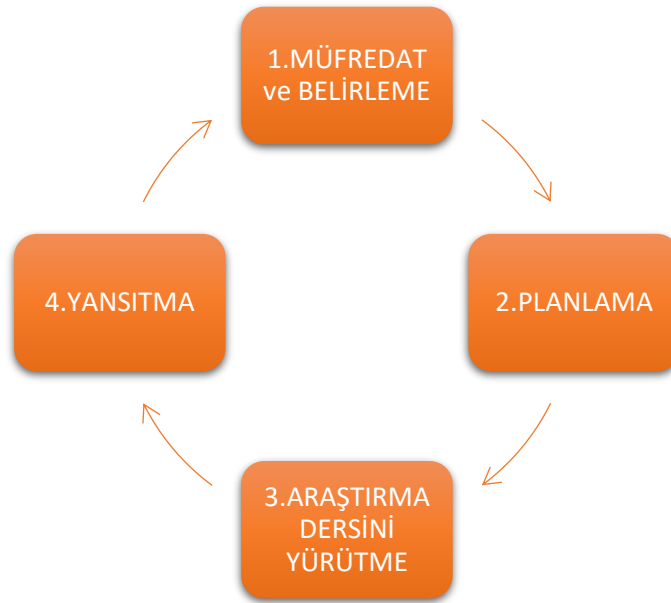 1.MÜFREDAT
ve BELİRLEME
2.PLANLAMA
3.ARAŞTIRMA
DERSİNİ
YÜRÜTME
4.YANSITMA